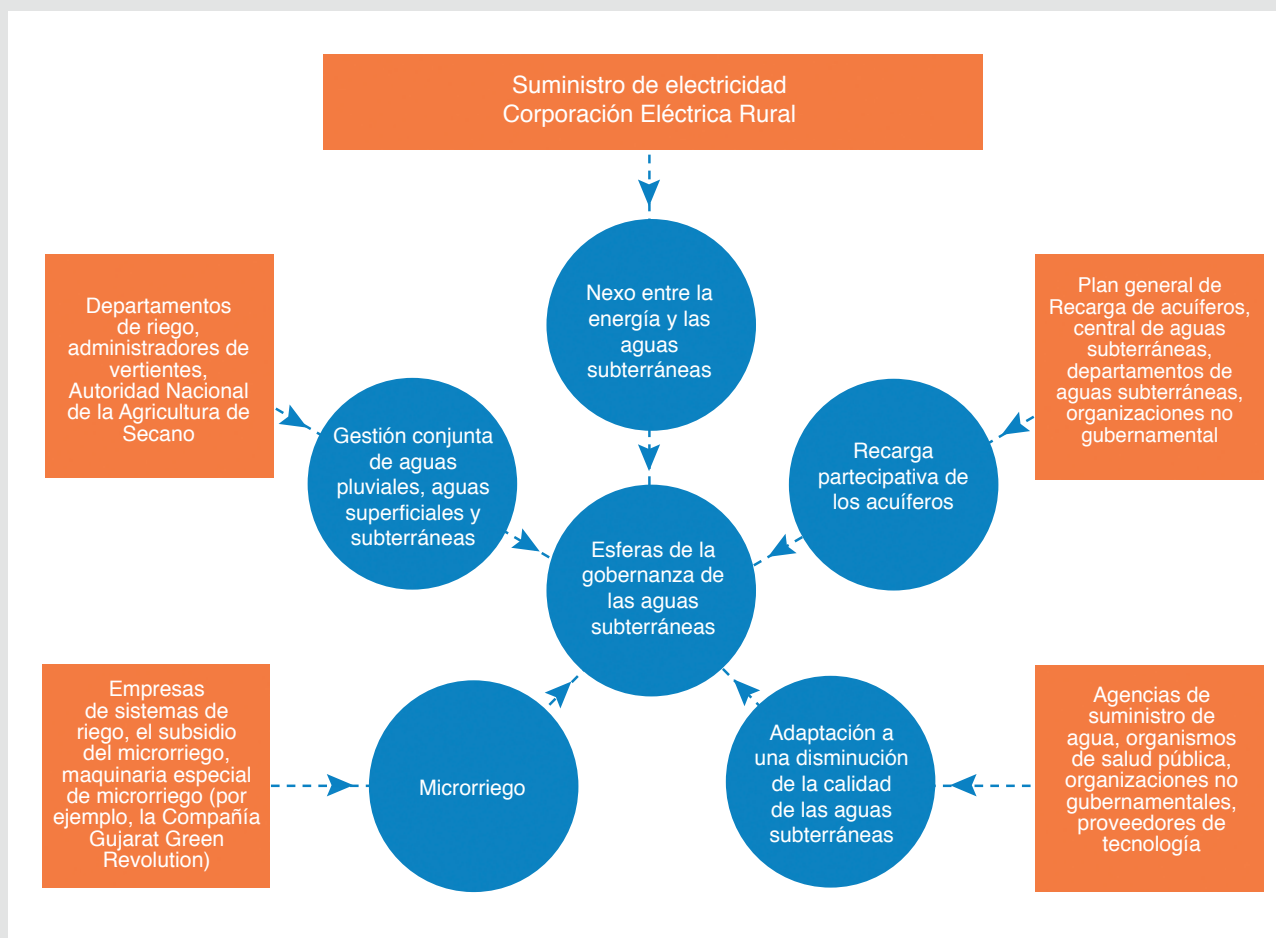 Suministro de electricidad
Corporación Eléctrica Rural
Nexo entre la
energía y las
aguas
subterráneas
Departamentos
de riego,
administradores de
vertientes,
Autoridad Nacional
de la Agricultura de
Secano
Plan general de
Recarga de acuíferos,
central de aguas
subterráneas,
departamentos de
aguas subterráneas,
organizaciones no
gubernamental
Gestión conjunta
de aguas
pluviales, aguas
superficiales y
subterráneas
Recarga
partecipativa de
los acuíferos
Esferas de la
gobernanza de
las aguas
subterráneas
Empresas
de sistemas de
riego, el subsidio
del microrriego,
maquinaria especial
de microrriego (por
ejemplo, la Compañía
Gujarat Green
Revolution)
Microrriego
Adaptación a
una disminución
de la calidad
de las aguas
subterráneas
Agencias de
suministro de
agua, organismos
de salud pública,
organizaciones no
gubernamentales,
proveedores de
tecnología